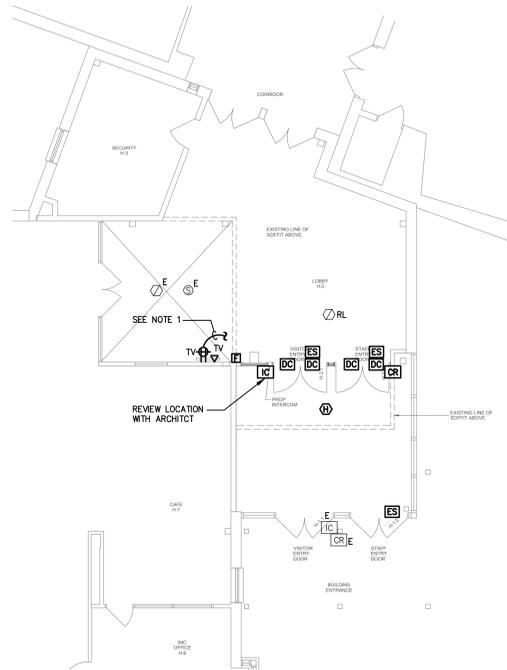 CORRIDOR
SECURITY
H-3
EXISTING LINE OF
SOFFIT ABOVE.
LOBBY
H-2
E
S
E
SEE NOTE 1
RL
TV
TV
F
VISITOR
ENTRY
ES
STAFF
ENTRY
ES
DC
DC
DC
DC
IC
CR
PROP
INTERCOM
H
REVIEW LOCATION
WITH ARCHITCT
EXISTING LINE OF
SOFFIT ABOVE.
CAFE
H-7
ES
E
IC
CR
E
VISITOR
ENTRY
DOOR
STAFF
ENTRY
DOOR
BUILDING
ENTRANCE
IMC
OFFICE
H-6